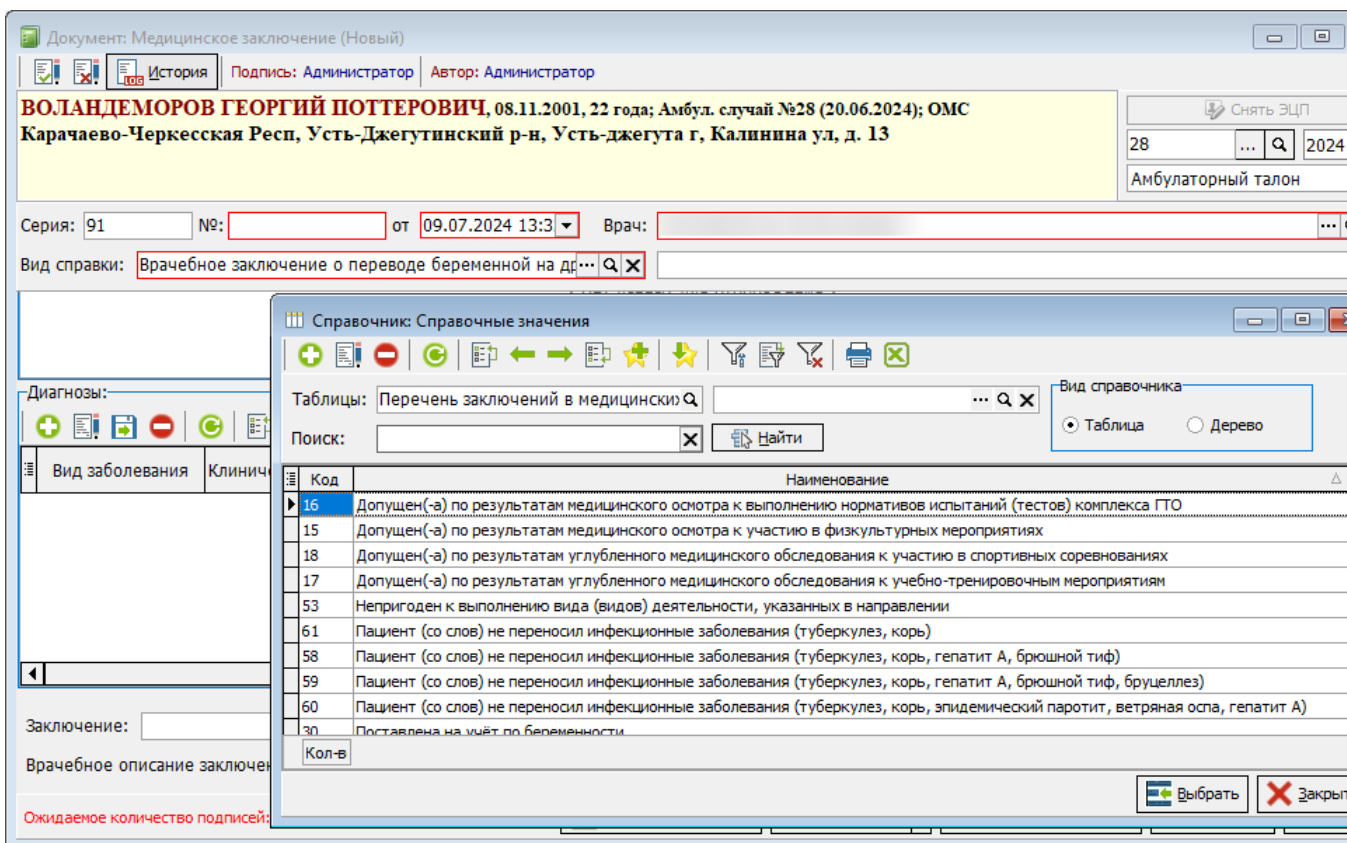 Документ: Медицинское заключение (Новый)
История Подпись: Администратор Автор: Администратор
ВОЛАНДЕМОРОВ ГЕОРГИЙ ПОТТЕРОВИЧ, 08.11.2001, 22 года; Амбул. случай №28 (20.06.2024); ОМС
Карачаево-Черкесская Респ, Усть-Джегутинский р-н, Усть-джегута г, Калинина ул, д. 13
Снять ЭЦП
28 ... 2024
Амбулаторный талон
Серия: 91 №: от 09.07.2024 13:3 Врач: ...
Вид справки: Врачебное заключение о переводе беременной на др ...
Справочник: Справочные значения
Диагнозы:
Вид заболевания Клиниче
Таблицы: Перечень заключений в медицинских ...
Вид справочника
Таблица Дерево
Поиск: Найти
Код Наименование
16 Допущен(-а) по результатам медицинского осмотра к выполнению нормативов испытаний (тестов) комплекса ГТО
15 Допущен(-а) по результатам медицинского осмотра к участию в физкультурных мероприятиях
18 Допущен(-а) по результатам углубленного медицинского обследования к участию в спортивных соревнованиях
17 Допущен(-а) по результатам углубленного медицинского обследования к учебно-тренировочным мероприятиям
53 Непригоден к выполнению вида (видов) деятельности, указанных в направлении
61 Пациент (со слов) не переносил инфекционные заболевания (туберкулез, корь)
58 Пациент (со слов) не переносил инфекционные заболевания (туберкулез, корь, гепатит А, брюшной тиф)
59 Пациент (со слов) не переносил инфекционные заболевания (туберкулез, корь, гепатит А, брюшной тиф, бруцеллез)
60 Пациент (со слов) не переносил инфекционные заболевания (туберкулез, корь, эпидемический паротит, ветряная оспа, гепатит А)
30 Поставлена на учёт по беременности
Кол-в
Заключение:
Врачебное описание заключен
Выбрать Закрыт
Ожидаемое количество подписей: